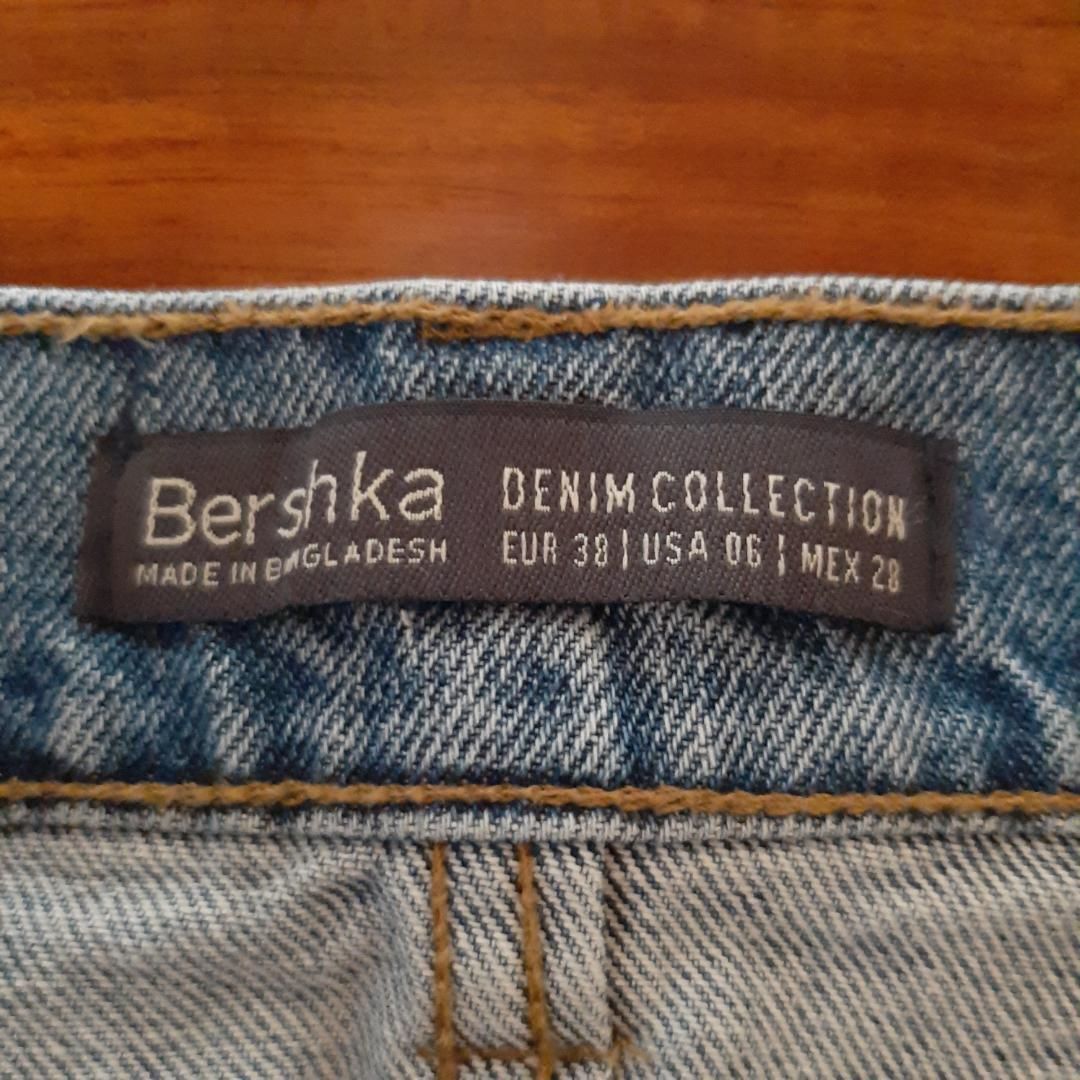 Bershka
MADE IN BANGLADESH
DENIM COLLECTION
EUR 38 | USA 06 | MEX 28